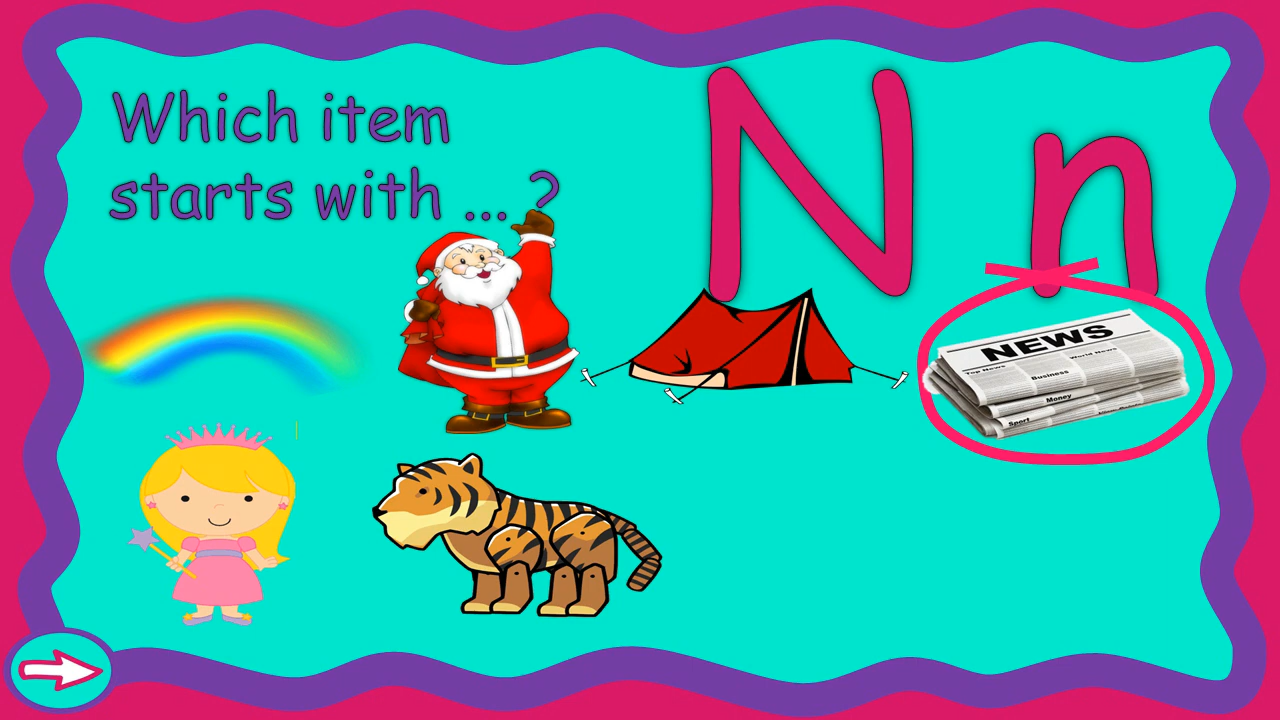 Which item
starts with ... ?
N n
NEWS
Top News
World News
Business
Money
Sport